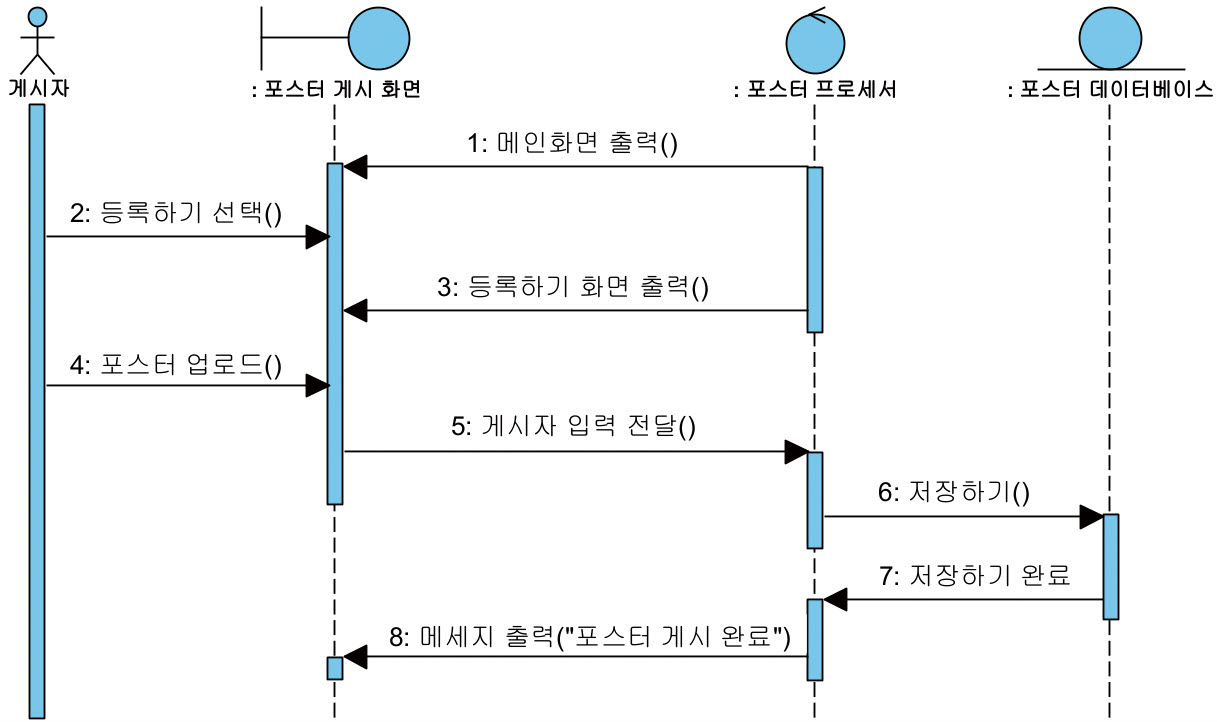 게시자
: 포스터 게시 화면
: 포스터 프로세서
: 포스터 데이터베이스
1: 메인화면 출력()
2: 등록하기 선택()
3: 등록하기 화면 출력()
4: 포스터 업로드()
5: 게시자 입력 전달()
6: 저장하기()
7: 저장하기 완료
8: 메세지 출력("포스터 게시 완료")